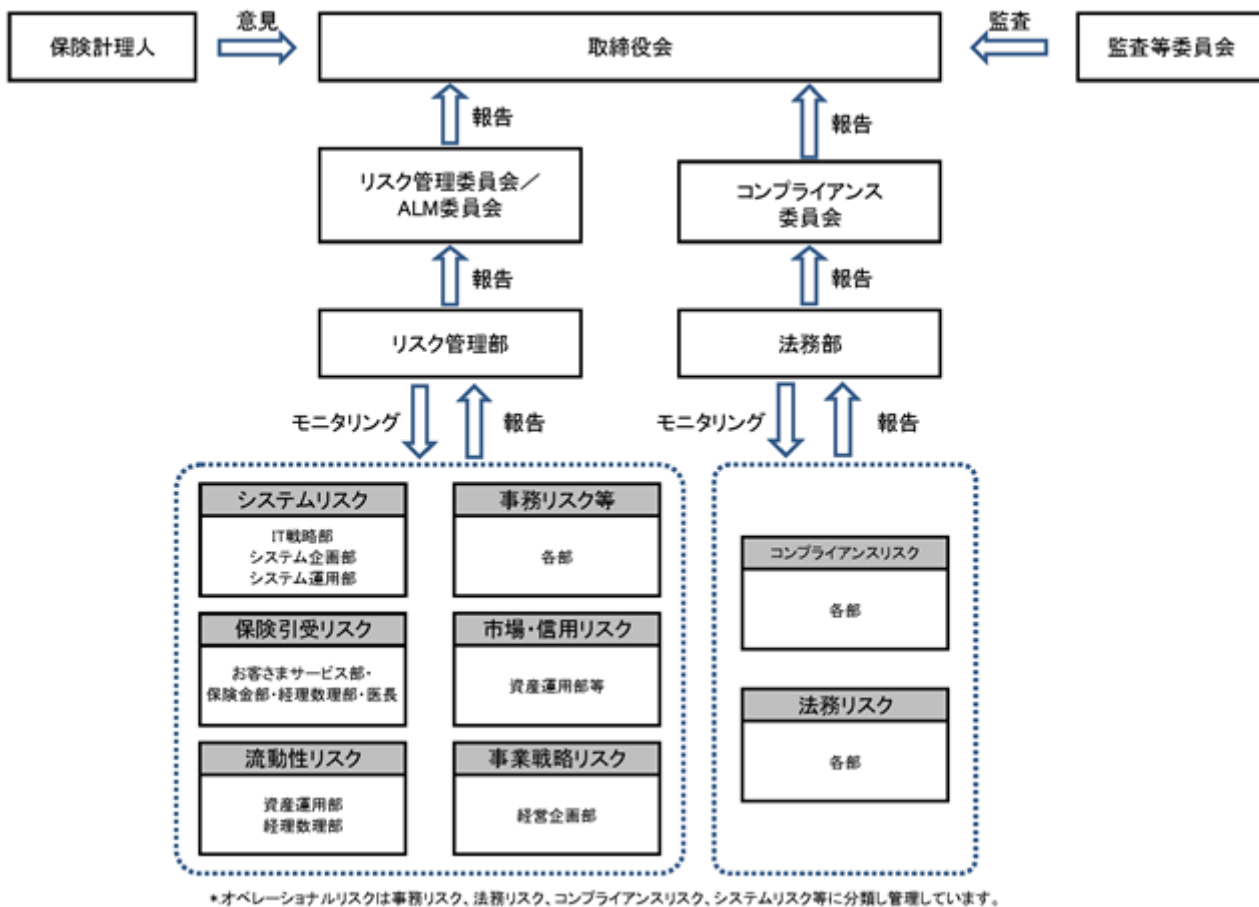 意見
監査
保険計理人
取締役会
監査等委員会
報告
報告
リスク管理委員会／
ALM委員会
コンプライアンス
委員会
報告
報告
リスク管理部
法務部
モニタリング
報告
モニタリング
報告
システムリスク
IT戦略部
システム企画部
システム運用部
事務リスク等
各部
保険引受リスク
お客さまサービス部・
保険金部・経理数理部・医長
市場・信用リスク
資産運用部等
流動性リスク
資産運用部
経理数理部
事業戦略リスク
経営企画部
コンプライアンスリスク
各部
法務リスク
各部
*オペレーショナルリスクは事務リスク、法務リスク、コンプライアンスリスク、システムリスク等に分類し管理しています。